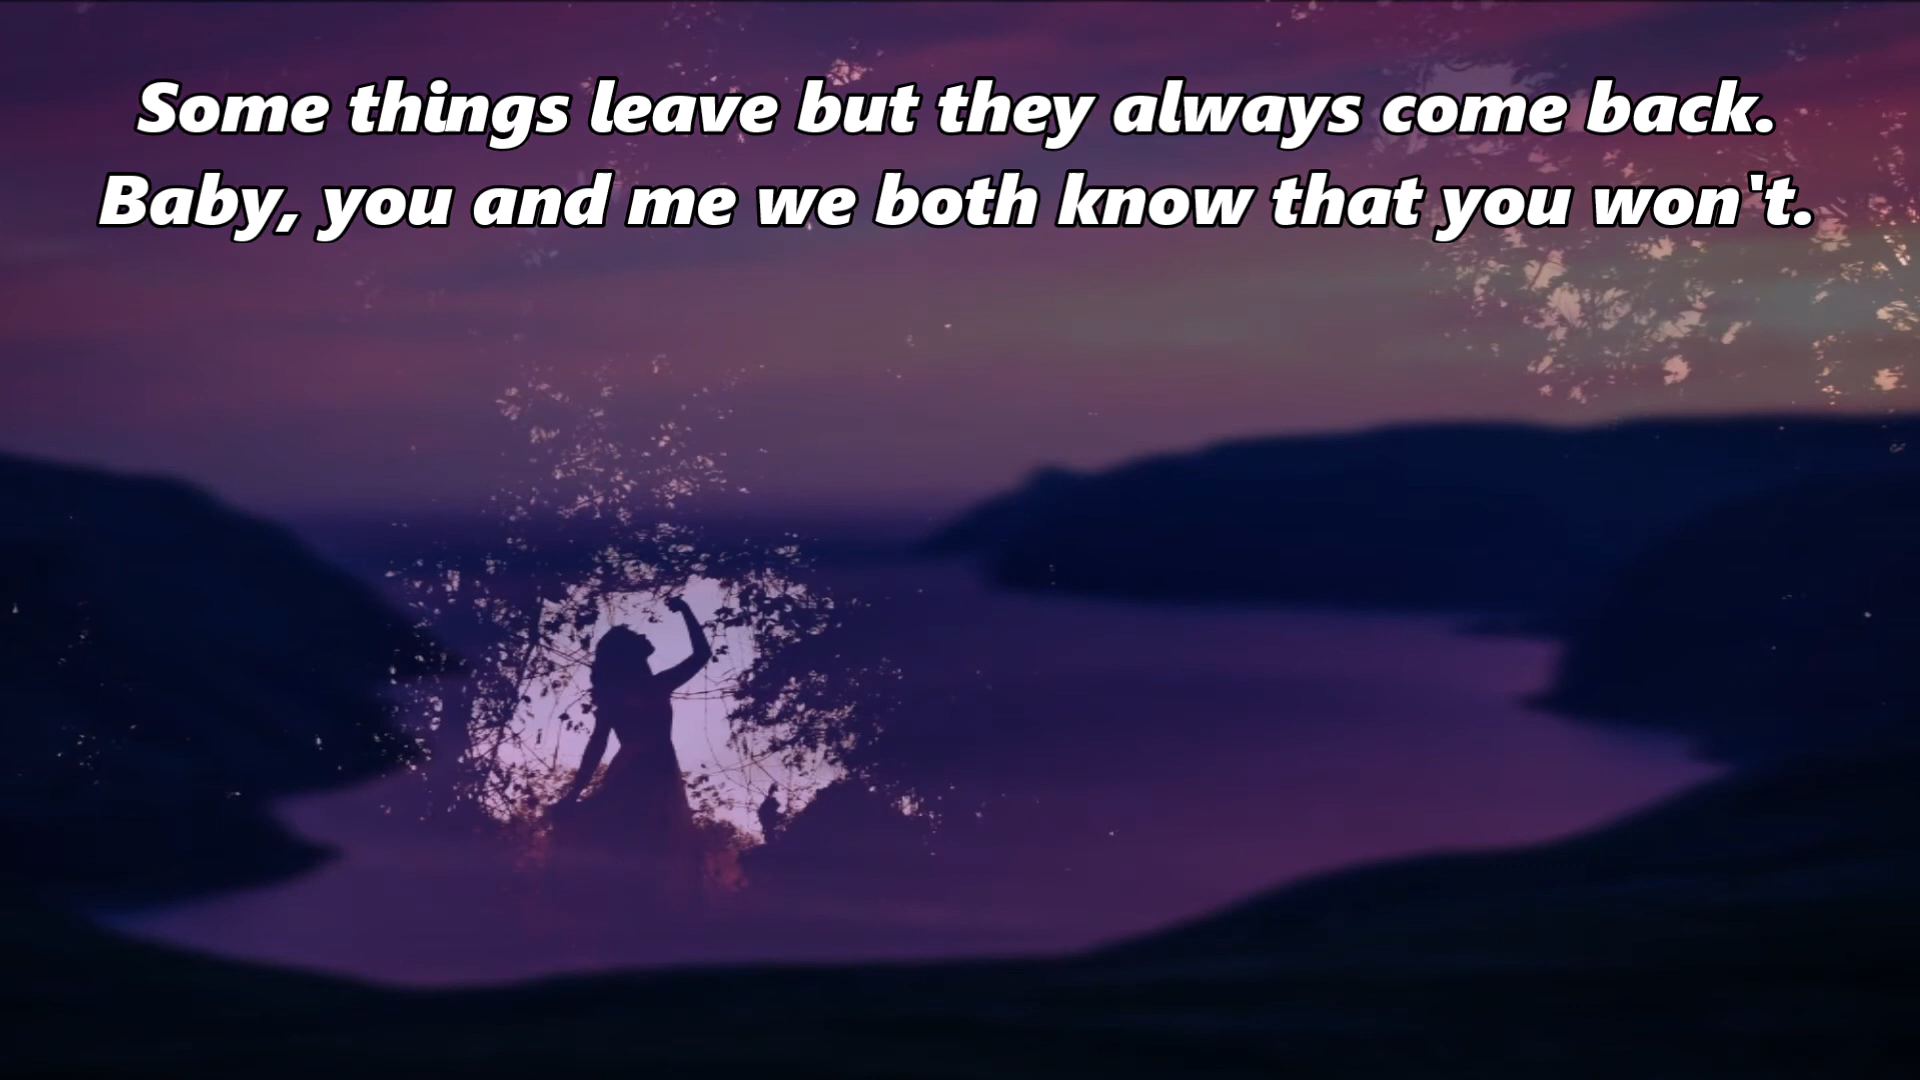 Some things leave but they always come back.
Baby, you and me we both know that you won't.